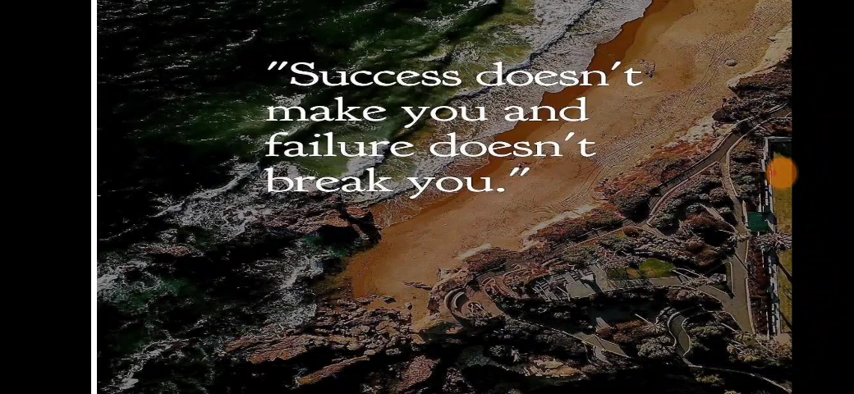 "Success doesn't
make you and
failure doesn't
break you."